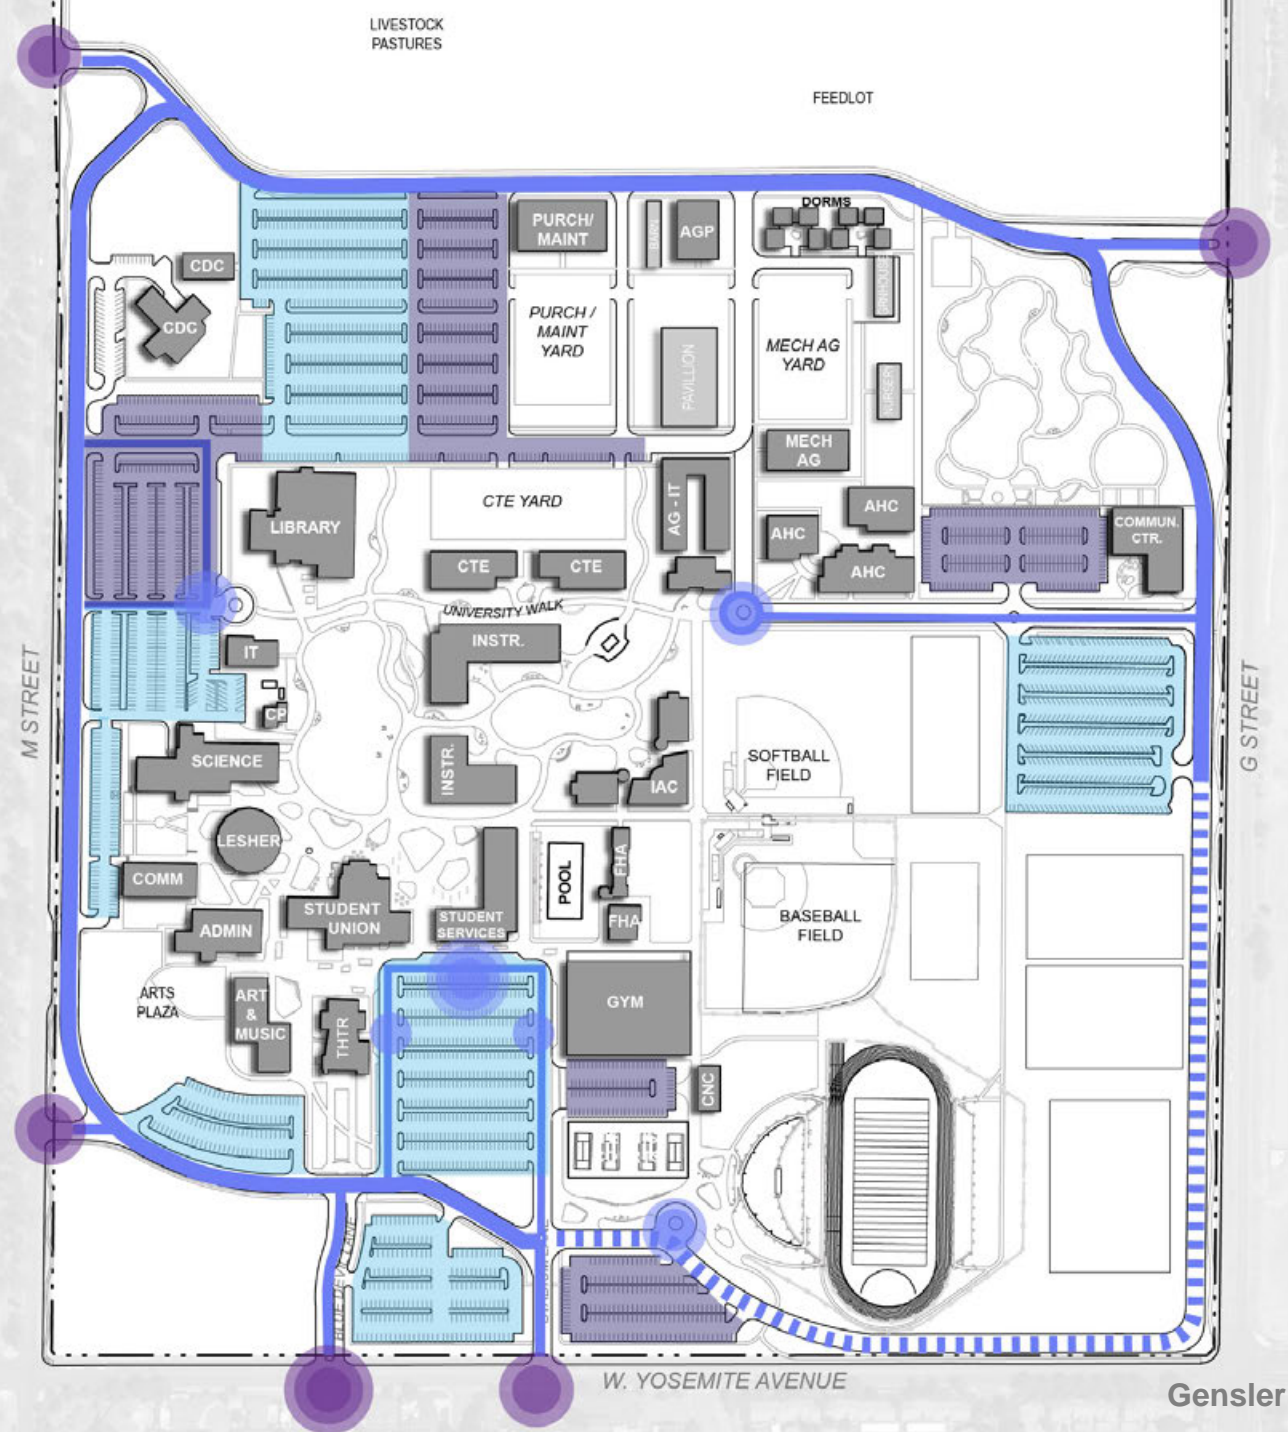 LIVESTOCK
PASTURES
FEEDLOT
DORMS
PURCH/
MAINT
BARN
AGP
CDC
CDC
PURCH /
MAINT
YARD
PAVILLION
MECH AG
YARD
NURSERY
MECH
AG
LIBRARY
CTE YARD
AG - IT
AHC
AHC
AHC
COMMUN.
CTR.
CTE
CTE
UNIVERSITY WALK
INSTR.
IT
CP
M STREET
G STREET
SCIENCE
INSTR.
IAC
SOFTBALL
FIELD
LESHER
COMM
POOL
FHA
FHA
STUDENT
UNION
STUDENT
SERVICES
BASEBALL
FIELD
ADMIN
ARTS
PLAZA
ART
&
MUSIC
THTR
GYM
CNC
W. YOSEMITE AVENUE
Gensler